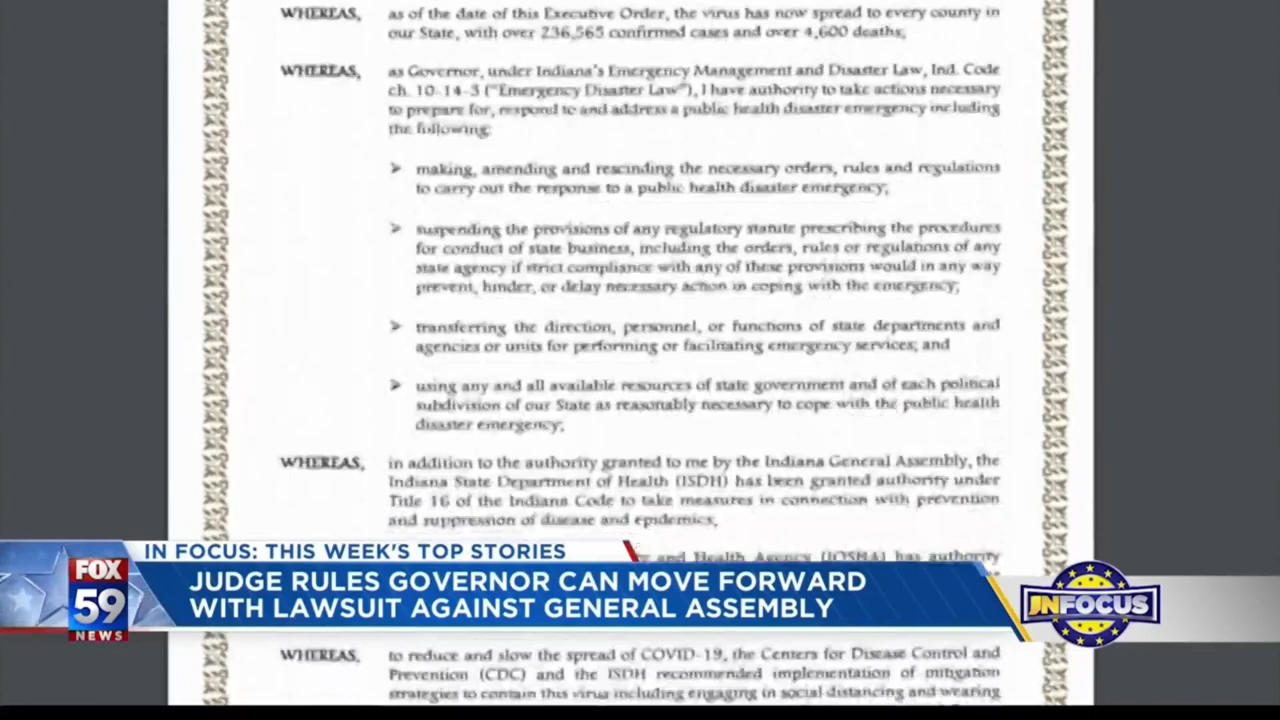 WHEREAS, as of the date of this Executive Order, the virus has now spread to every county in
our State, with over 236,565 confirmed cases and over 4,600 deaths;
WHEREAS, as Governor, under Indiana's Emergency Management and Disaster Law, Ind. Code
ch. 10-14-3 ("Emergency Disaster Law"), I have authority to take actions necessary
to prepare for, respond to and address a public health disaster emergency including
the following:
➤ making, amending and rescinding the necessary orders, rules and regulations
to carry out the response to a public health disaster emergency;
➤ suspending the provisions of any regulatory statute prescribing the procedures
for conduct of state business, including the orders, rules or regulations of any
state agency if strict compliance with any of these provisions would in any way
prevent, hinder, or delay necessary action in coping with the emergency;
➤ transferring the direction, personnel, or functions of state departments and
agencies or units for performing or facilitating emergency services; and
➤ using any and all available resources of state government and of each political
subdivision of our State as reasonably necessary to cope with the public health
disaster emergency;
WHEREAS, in addition to the authority granted to me by the Indiana General Assembly, the
Indiana State Department of Health (ISDH) has been granted authority under
Title 16 of the Indiana Code to take measures in connection with prevention
and suppression of disease and epidemics;
and Health Agency (IOSHA) has authority
IN FOCUS: THIS WEEK'S TOP STORIES
JUDGE RULES GOVERNOR CAN MOVE FORWARD
WITH LAWSUIT AGAINST GENERAL ASSEMBLY
FOX
59
NEWS
INFOCUS
WHEREAS, to reduce and slow the spread of COVID-19, the Centers for Disease Control and
Prevention (CDC) and the ISDH recommended implementation of mitigation
strategies to contain this virus including engaging in social distancing and wearing